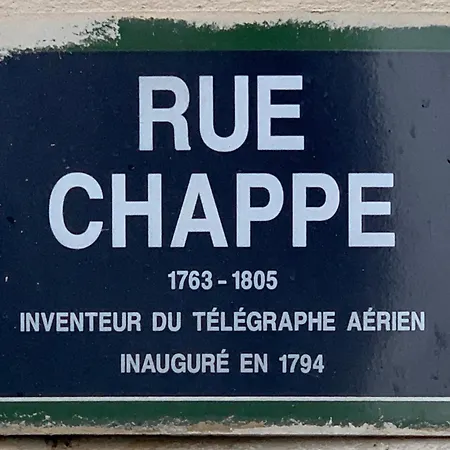 RUE
CHAPPE
1763-1805
INVENTEUR DU TÉLÉGRAPHE AÉRIEN
INAUGURÉ EN 1794